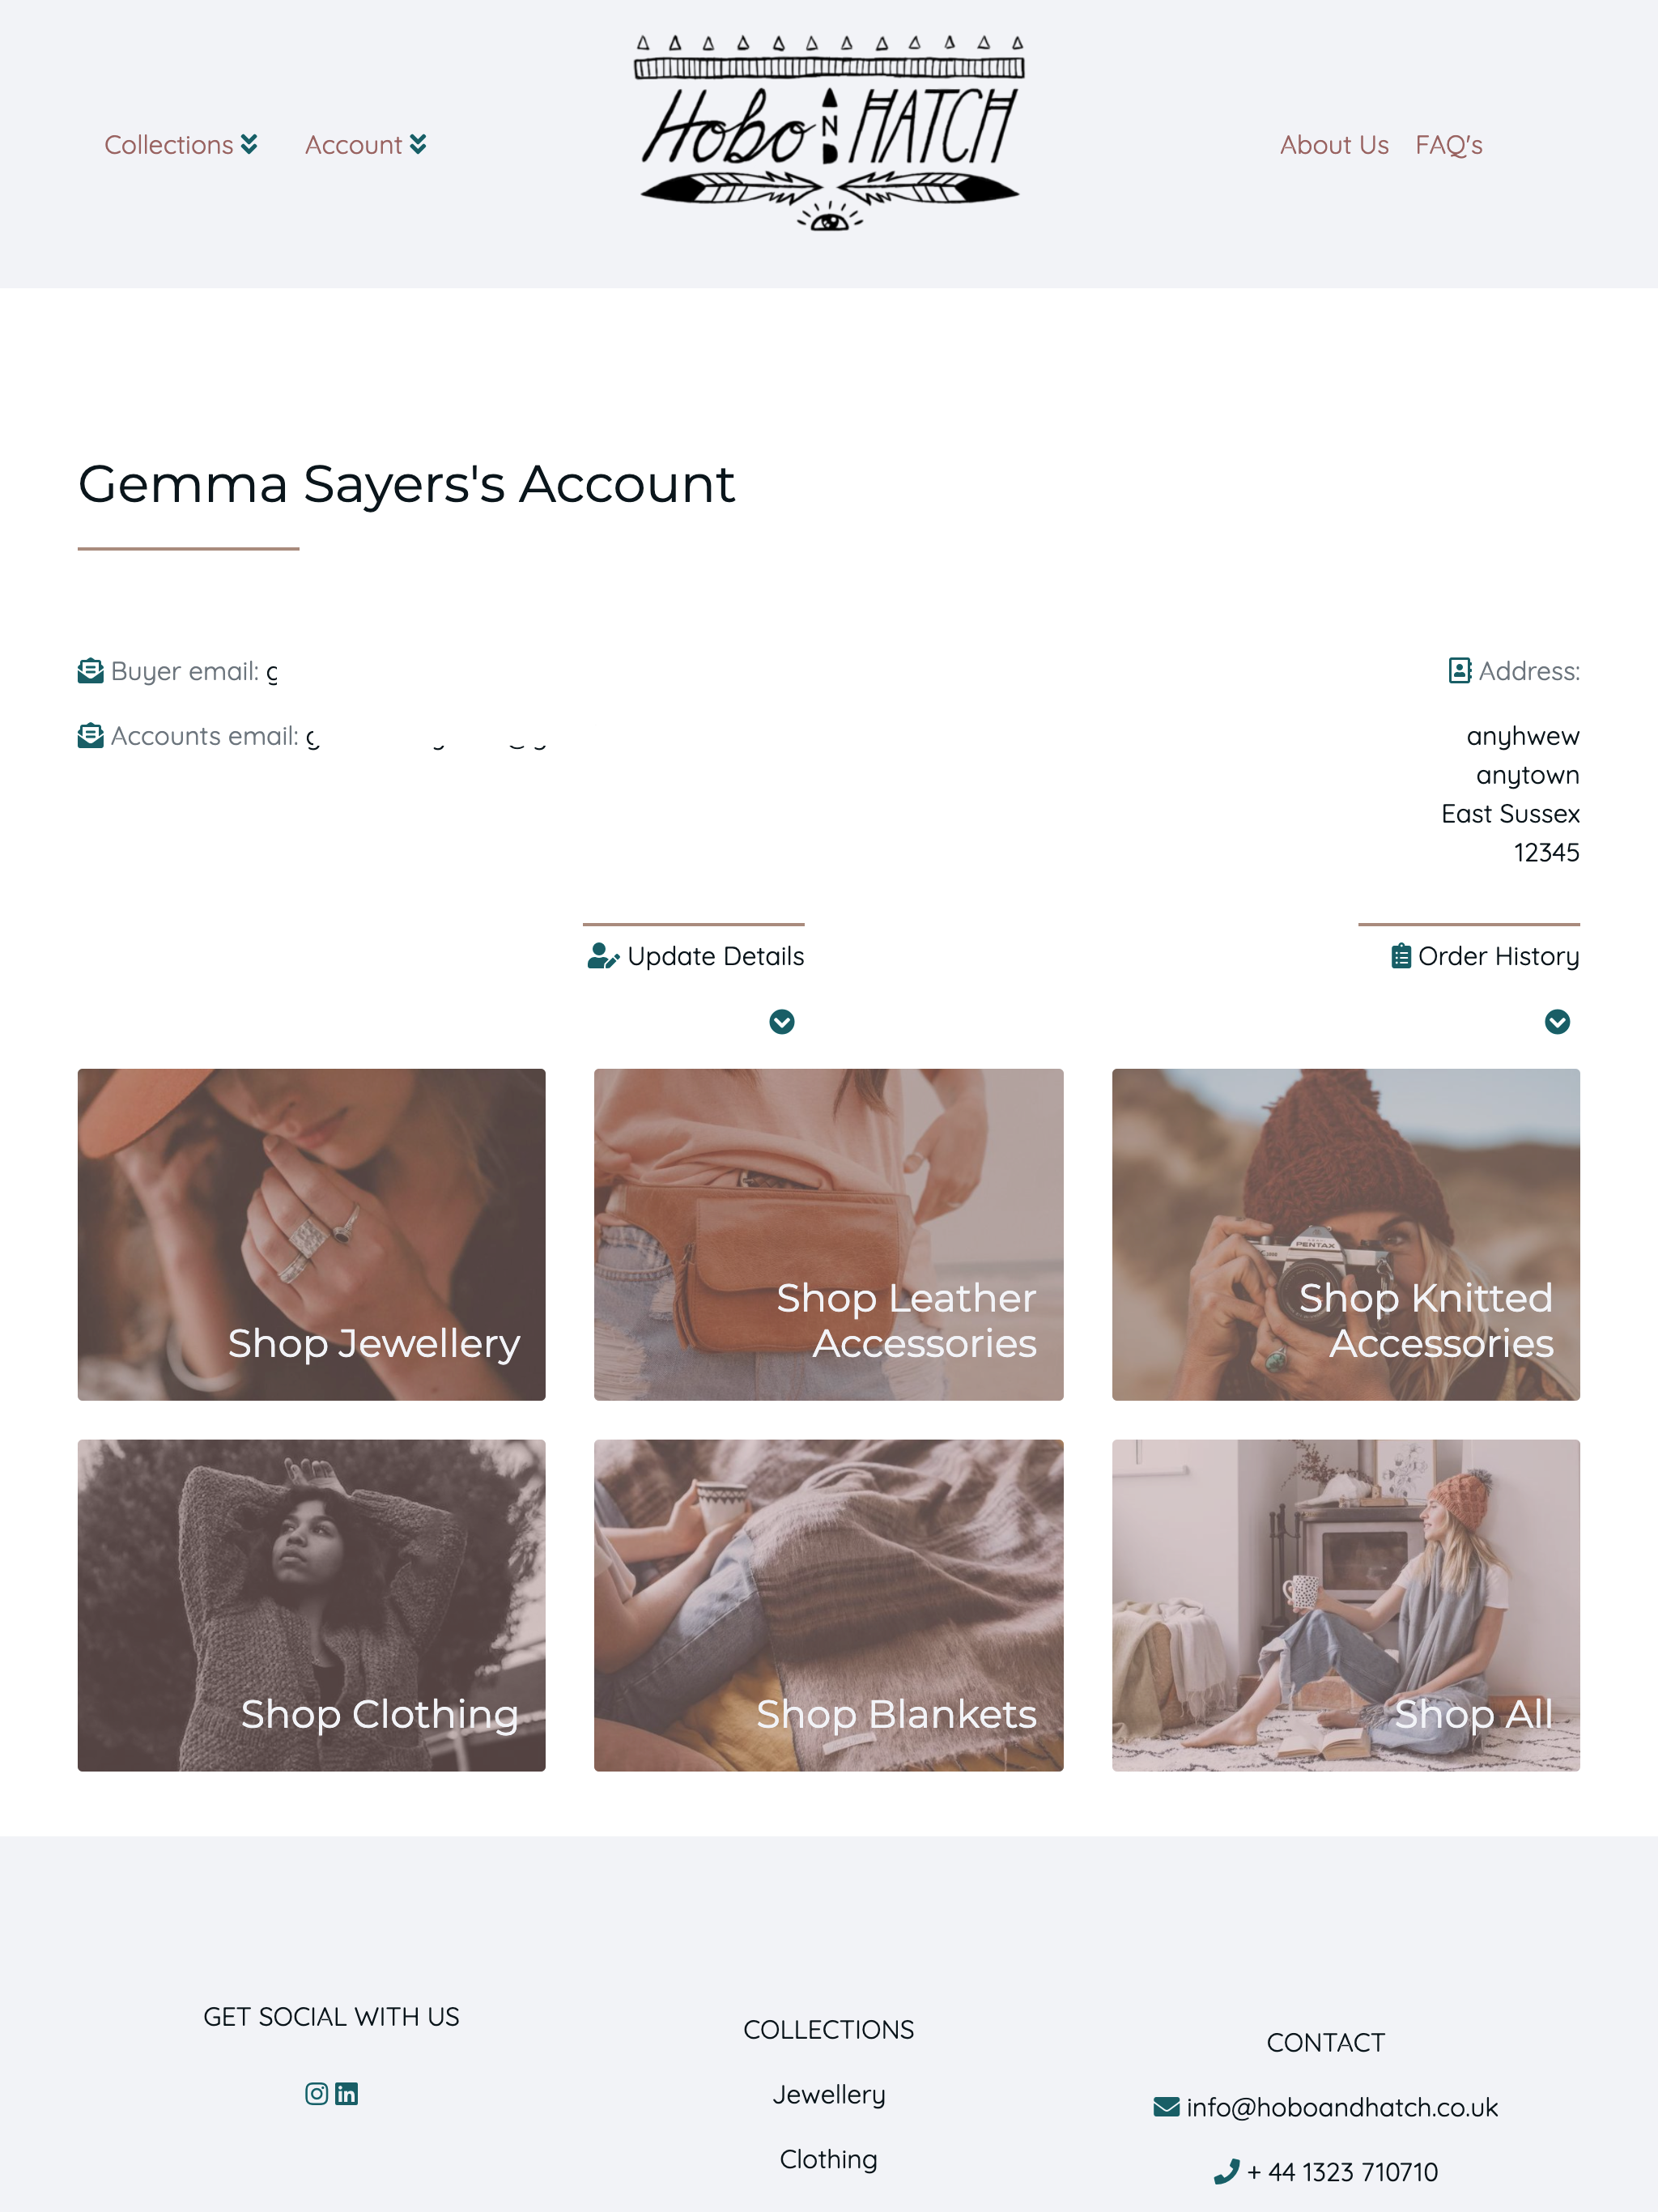 Hobo AND HATCH
Collections
Account
About Us
FAQ's
Gemma Sayers's Account
Buyer email:
Accounts email:
Address:
anyhwew
anytown
East Sussex
12345
Update Details
Order History
Shop Jewellery
Shop Leather
Accessories
PENTAX
Shop Knitted
Accessories
Shop Clothing
Shop Blankets
Shop All
GET SOCIAL WITH US
COLLECTIONS
Jewellery
Clothing
CONTACT
info@hoboandhatch.co.uk
+ 44 1323 710710